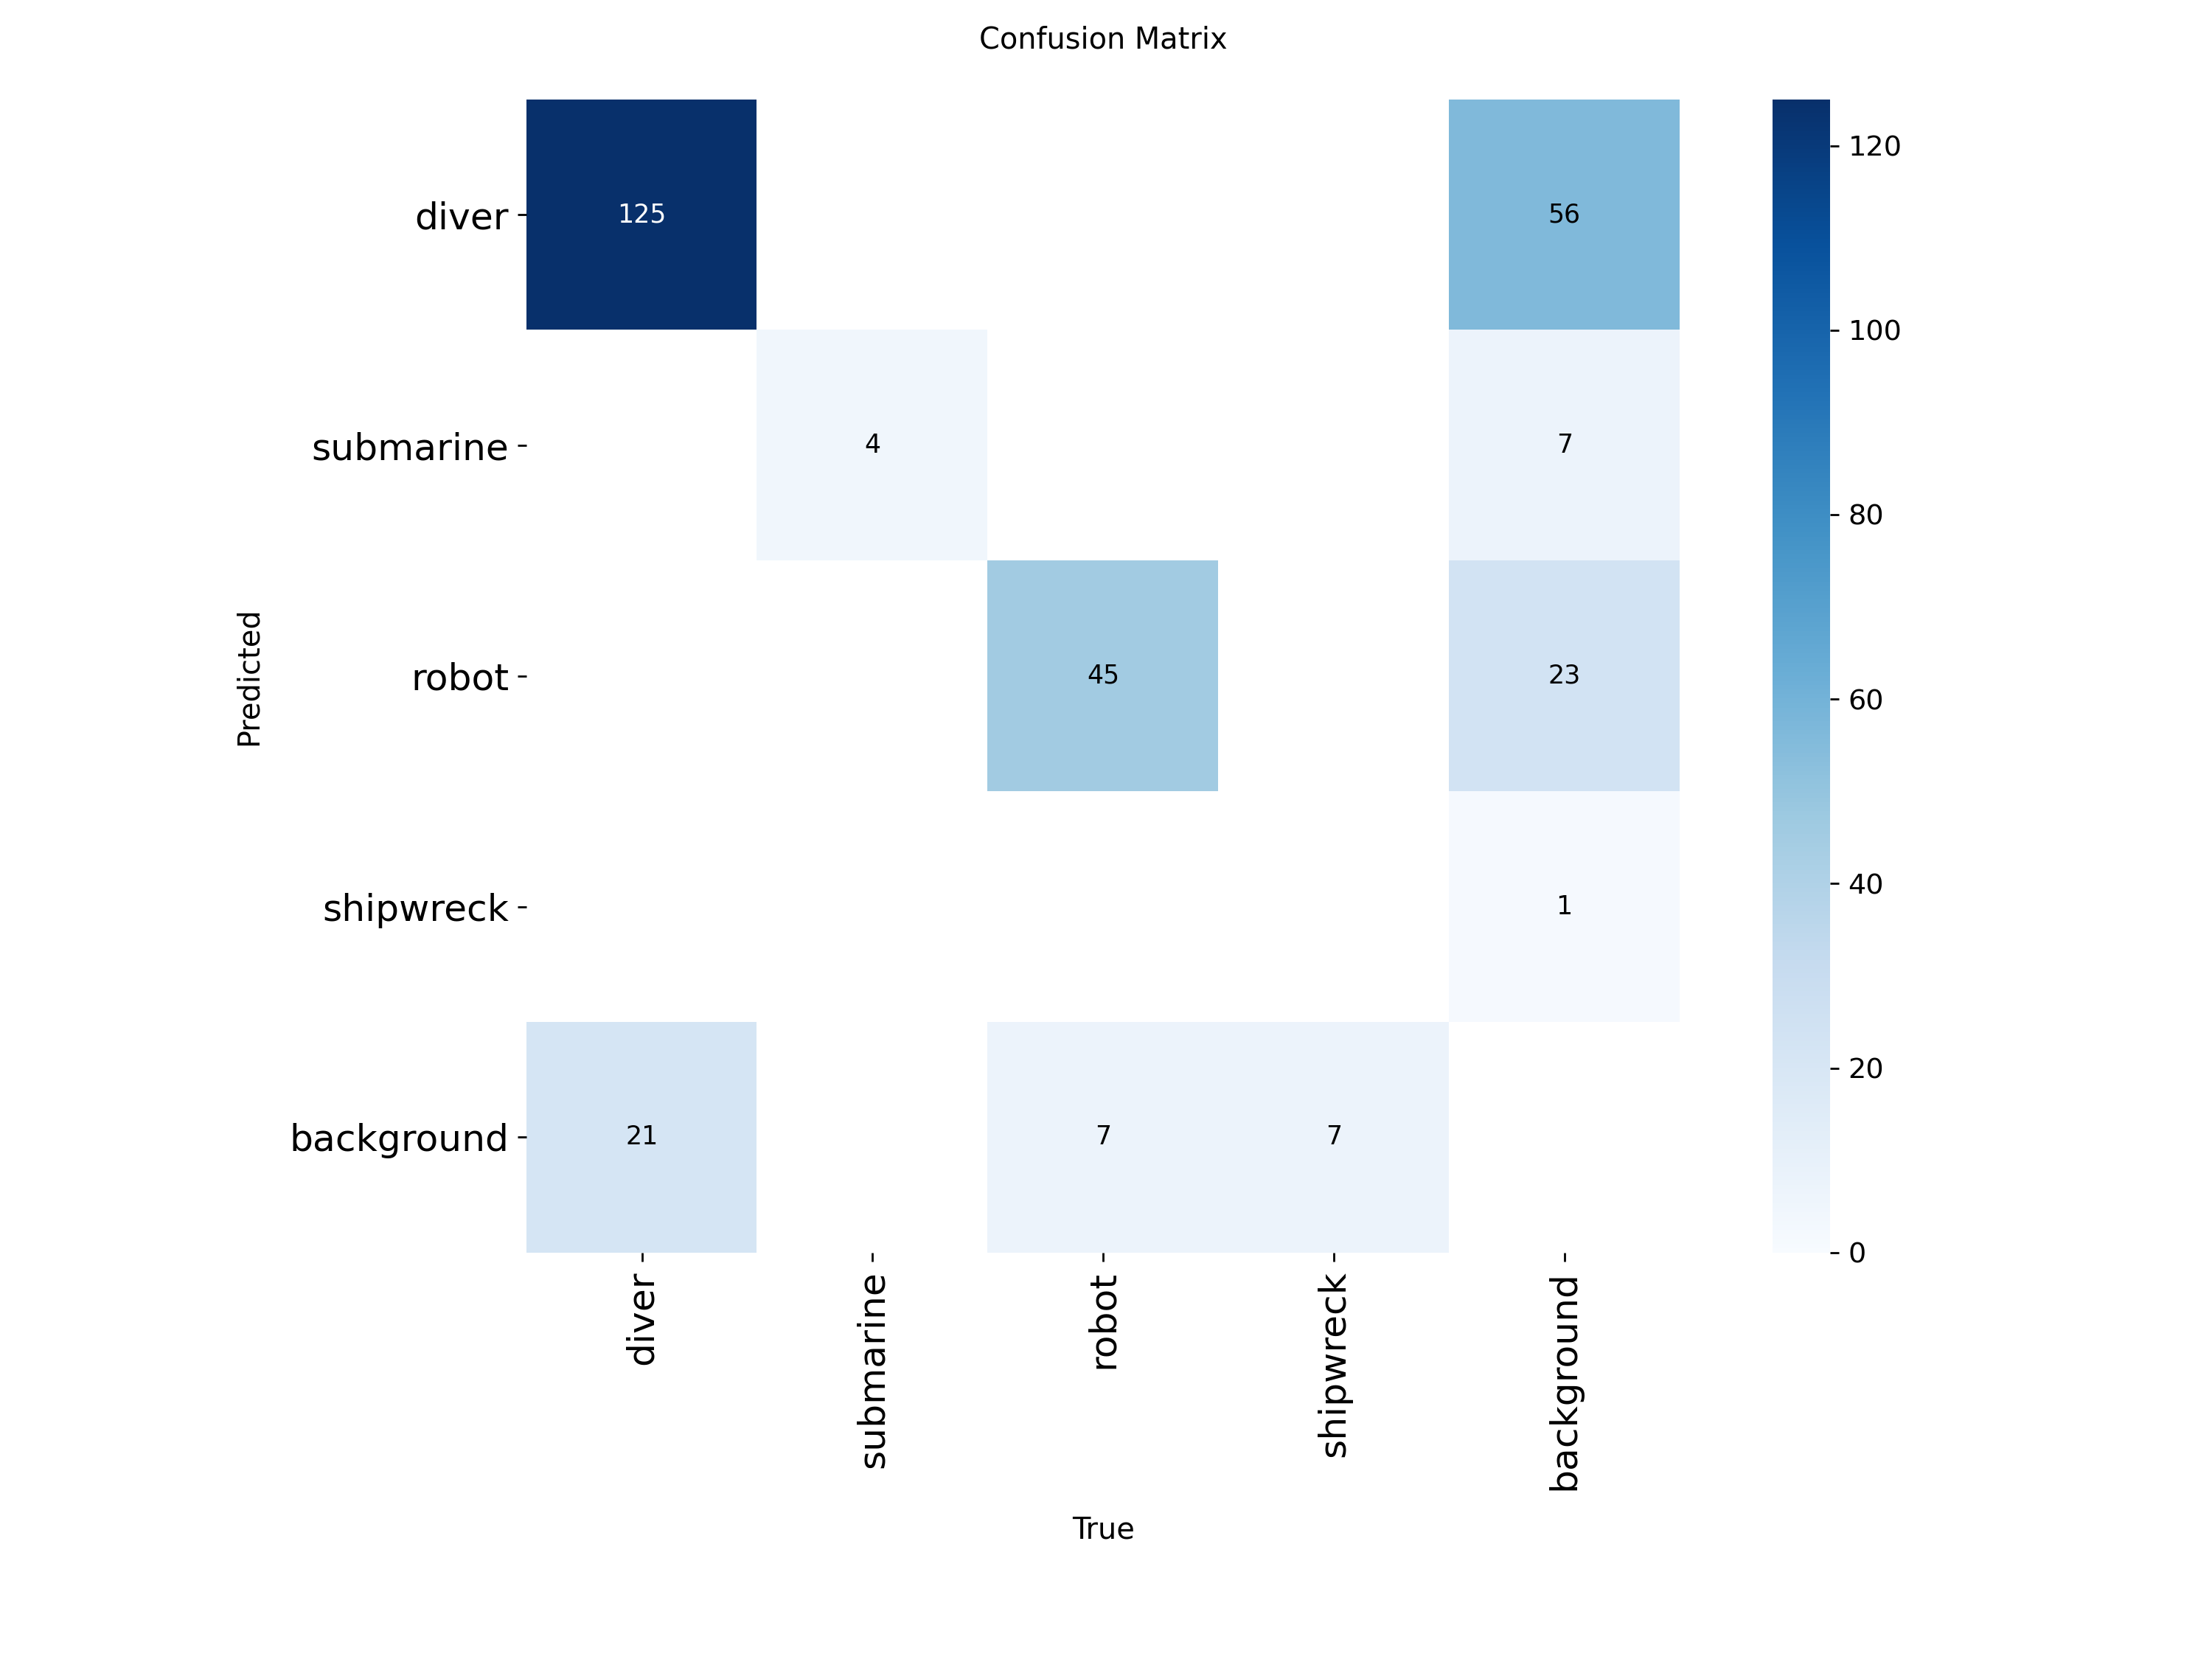 Confusion Matrix
diver
125
56
120
submarine
4
7
100
robot
45
23
80
shipwreck
1
60
background
21
7
7
40
20
0
Predicted
diver
submarine
robot
shipwreck
background
True